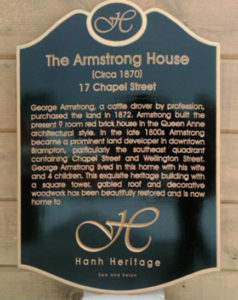 H
The Armstrong House
(Circa 1870)
17 Chapel Street
George Armstrong, a cattle drover by profession,
purchased the land in 1872. Armstrong built the
present 9 room red brick house in the Queen Anne
architectural style. In the late 1800s Armstrong
became a prominent land developer in downtown
Brampton, particularly the southeast quadrant
containing Chapel Street and Wellington Street.
George Armstrong lived in this home with his wife
and 4 children. This exquisite heritage building with
a square tower, gabled roof and decorative
woodwork has been beautifully restored and is now
home to
H
Hanh Heritage
Spa and Salon